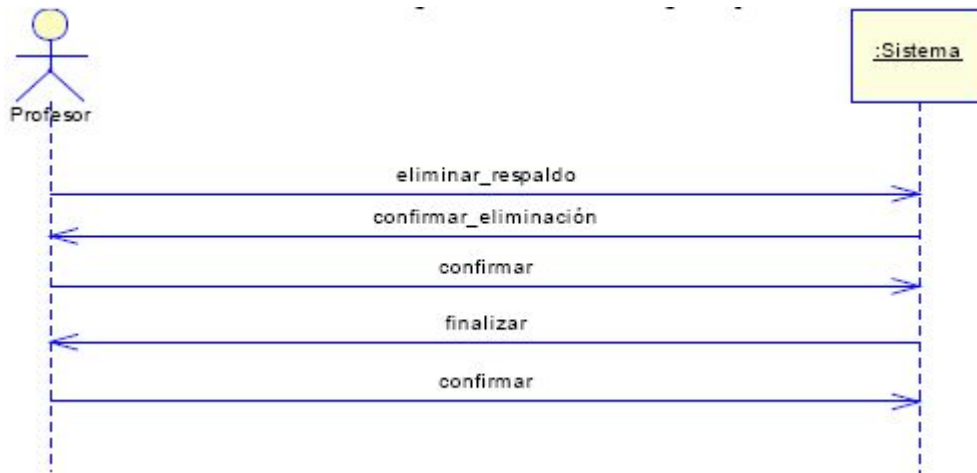 :Sistema
Profesor
eliminar_respaldo
confirmar_eliminación
confirmar
finalizar
confirmar